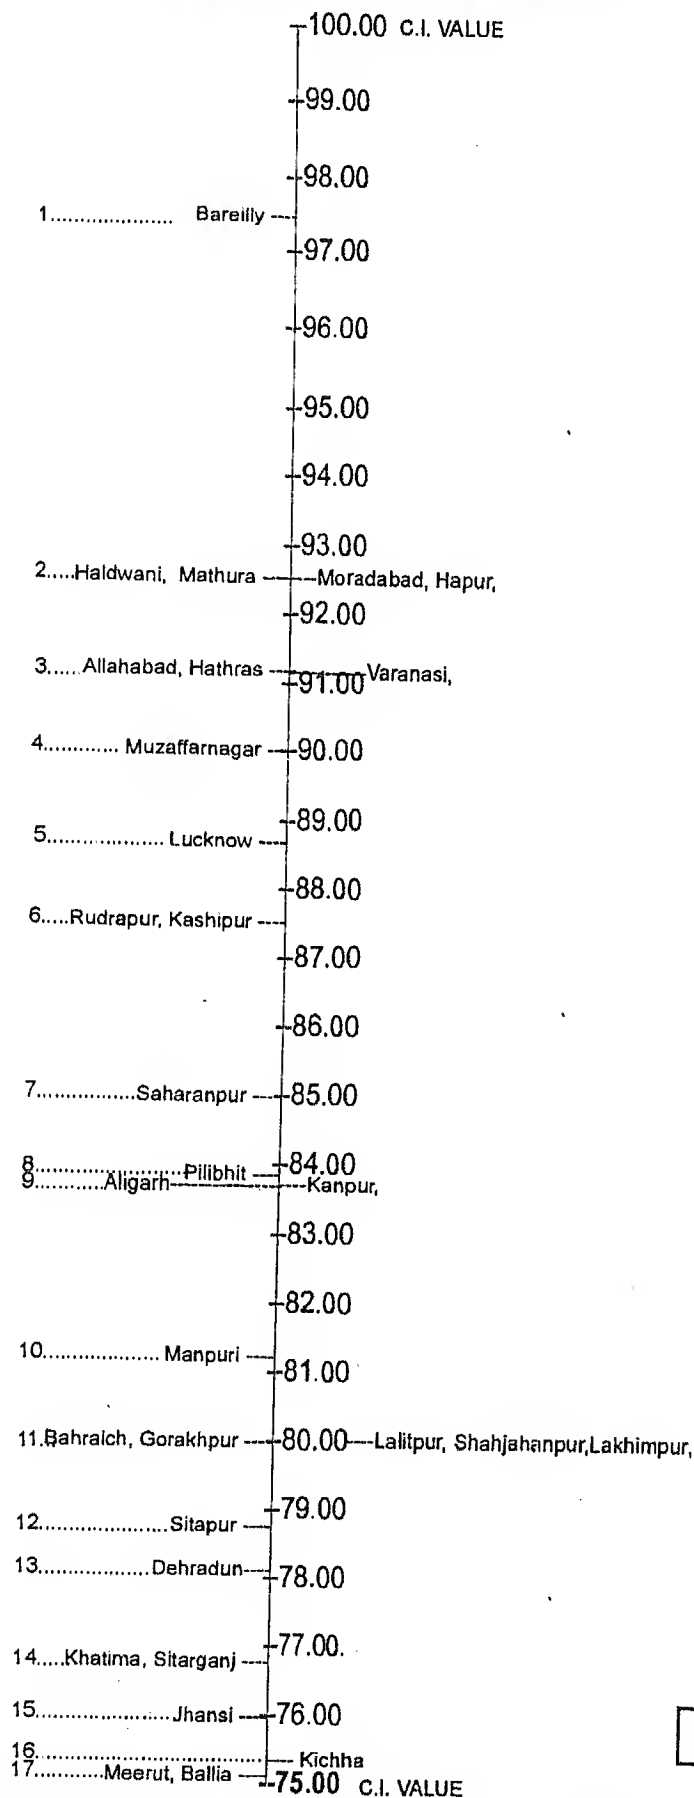 100.00 C.I. VALUE
99.00
98.00
1..................... Bareilly ----
97.00
96.00
95.00
94.00
93.00
2.....Haldwani, Mathura --------Moradabad, Hapur,
92.00
3..... Allahabad, Hathras ------------Varanasi,
91.00
4............. Muzaffarnagar ---90.00
89.00
5.................... Lucknow ----
88.00
6.....Rudrapur, Kashipur ----
87.00
86.00
7.................Saharanpur ----85.00
84.00
8..........................Pilibhit ----
9............Aligarh--------------------Kanpur,
83.00
82.00
10.................... Manpuri ----
81.00
11.Bahraich, Gorakhpur ----80.00----Lalitpur, Shahjahanpur,Lakhimpur,
79.00
12......................Sitapur ----
13...................Dehradun----
78.00
77.00.
14.....Khatima, Sitarganj ----
15.......................Jhansi ----76.00
16....................................... Kichha
17............Meerut, Ballia ----
75.00 C.I. VALUE